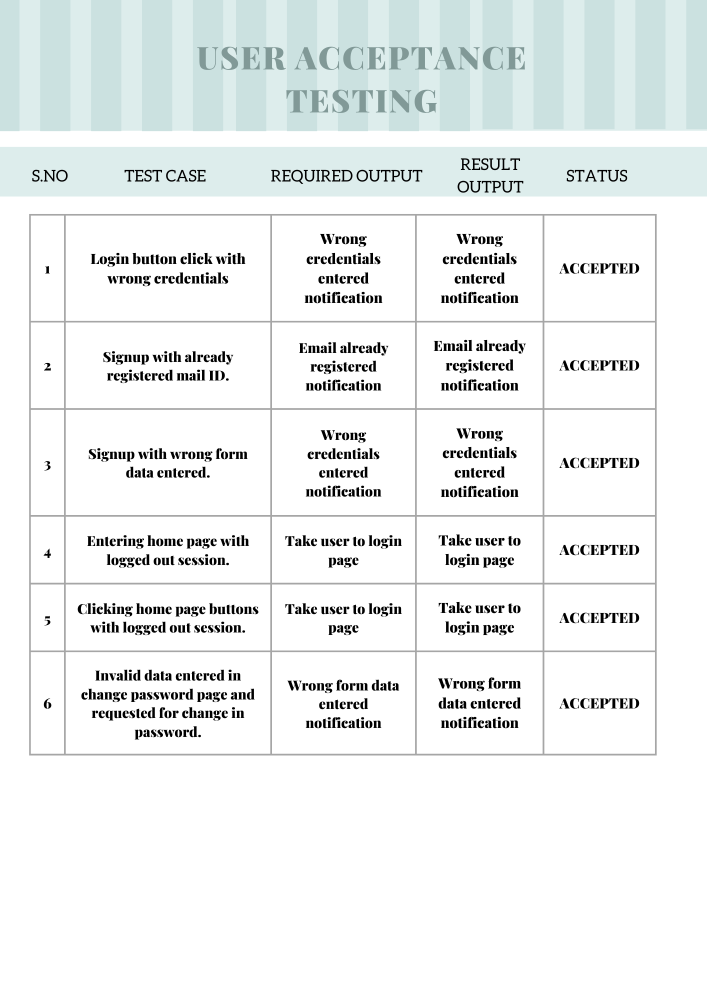 USER ACCEPTANCE
TESTING
S.NO
TEST CASE
REQUIRED OUTPUT
RESULT
OUTPUT
STATUS
1
Login button click with
wrong credentials
Wrong
credentials
entered
notification
Wrong
credentials
entered
notification
ACCEPTED
2
Signup with already
registered mail ID.
Email already
registered
notification
Email already
registered
notification
ACCEPTED
3
Signup with wrong form
data entered.
Wrong
credentials
entered
notification
Wrong
credentials
entered
notification
ACCEPTED
4
Entering home page with
logged out session.
Take user to login
page
Take user to
login page
ACCEPTED
5
Clicking home page buttons
with logged out session.
Take user to login
page
Take user to
login page
ACCEPTED
6
Invalid data entered in
change password page and
requested for change in
password.
Wrong form data
entered
notification
Wrong form
data entered
notification
ACCEPTED